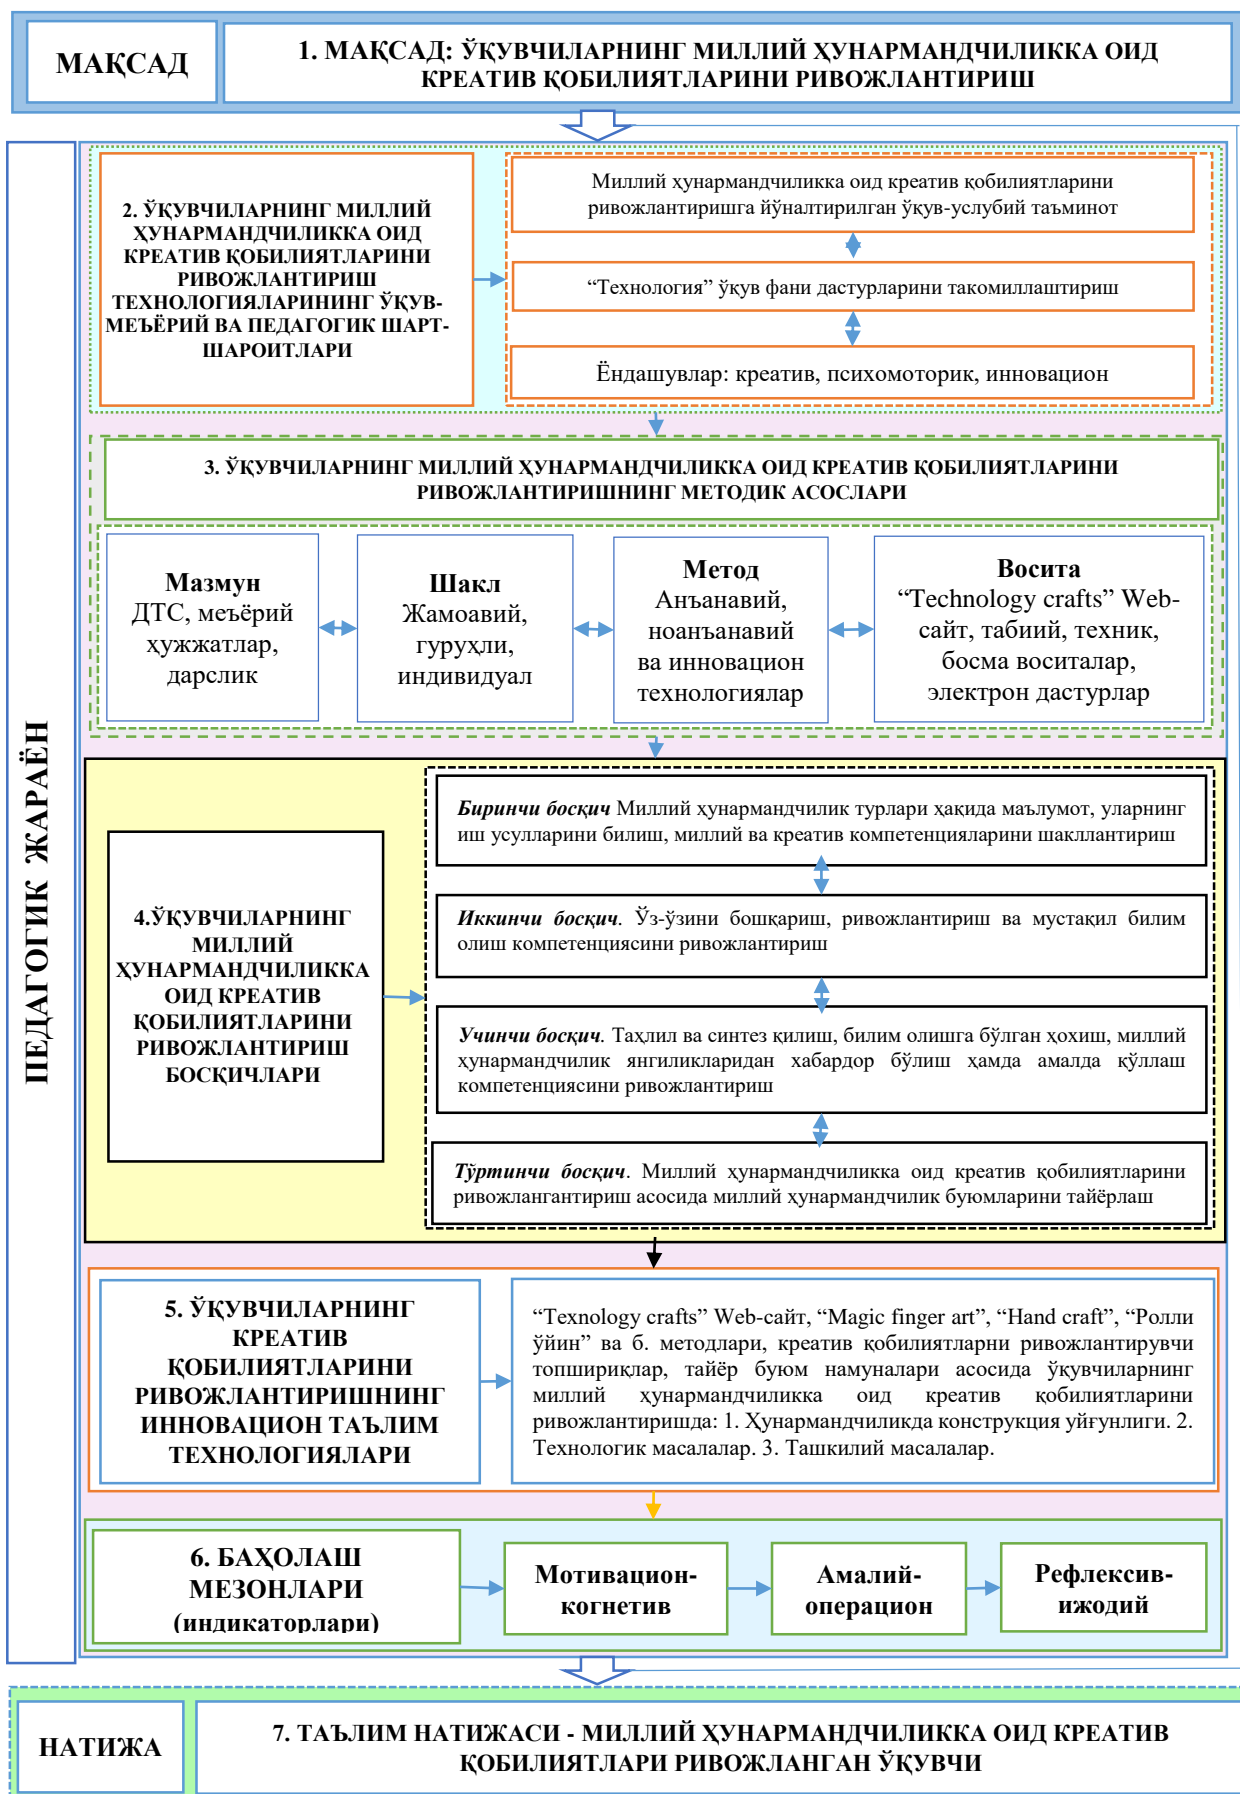 МАҚСАД
1. МАҚСАД: ЎҚУВЧИЛАРНИНГ МИЛЛИЙ ҲУНАРМАНДЧИЛИККА ОИД
КРЕАТИВ ҚОБИЛИЯТЛАРИНИ РИВОЖЛАНТИРИШ
ПЕДАГОГИК ЖАРАЁН
2. ЎҚУВЧИЛАРНИНГ МИЛЛИЙ
ҲУНАРМАНДЧИЛИККА ОИД
КРЕАТИВ ҚОБИЛИЯТЛАРИНИ
РИВОЖЛАНТИРИШ
ТЕХНОЛОГИЯЛАРИНИНГ ЎҚУВ-
МЕЪЁРИЙ ВА ПЕДАГОГИК ШАРТ-
ШАРОИТЛАРИ
Миллий ҳунармандчиликка оид креатив қобилиятларини
ривожлантиришга йўналтирилган ўқув-услубий таъминот
“Технология” ўқув фани дастурларини такомиллаштириш
Ёндашувлар: креатив, психомоторик, инновацион
3. ЎҚУВЧИЛАРНИНГ МИЛЛИЙ ҲУНАРМАНДЧИЛИККА ОИД КРЕАТИВ ҚОБИЛИЯТЛАРИНИ
РИВОЖЛАНТИРИШНИНГ МЕТОДИК АСОСЛАРИ
Мазмун
ДТС, меъёрий
ҳужжатлар,
дарслик
Шакл
Жамоавий,
гуруҳли,
индивидуал
Метод
Анъанавий,
ноанъанавий
ва инновацион
технологиялар
Восита
“Technology crafts” Web-
сайт, табиий, техник,
босма воситалар,
электрон дастурлар
4.ЎҚУВЧИЛАРНИНГ
МИЛЛИЙ
ҲУНАРМАНДЧИЛИККА
ОИД КРЕАТИВ
ҚОБИЛИЯТЛАРИНИ
РИВОЖЛАНТИРИШ
БОСҚИЧЛАРИ
Биринчи босқич Миллий ҳунармандчилик турлари ҳақида маълумот, уларнинг
иш усулларини билиш, миллий ва креатив компетенцияларини шакллантириш
Иккинчи босқич. Ўз-ўзини бошқариш, ривожлантириш ва мустақил билим
олиш компетенциясини ривожлантириш
Учинчи босқич. Таҳлил ва синтез қилиш, билим олишга бўлган ҳохиш, миллий
ҳунармандчилик янгиликларидан хабардор бўлиш ҳамда амалда қўллаш
компетенциясини ривожлантириш
Тўртинчи босқич. Миллий ҳунармандчиликка оид креатив қобилиятларини
ривожлангантириш асосида миллий ҳунармандчилик буюмларини тайёрлаш
5. ЎҚУВЧИЛАРНИНГ
КРЕАТИВ
ҚОБИЛИЯТЛАРИНИ
РИВОЖЛАНТИРИШНИНГ
ИННОВАЦИОН ТАЪЛИМ
ТЕХНОЛОГИЯЛАРИ
“Texnology crafts” Web-сайт, “Magic finger art”, “Hand craft”, “Ролли
ўйин” ва б. методлари, креатив қобилиятларни ривожлантирувчи
топшириқлар, тайёр буюм намуналари асосида ўқувчиларнинг
миллий ҳунармандчиликка оид креатив қобилиятларини
ривожлантиришда: 1. Ҳунармандчиликда конструкция уйғунлиги. 2.
Технологик масалалар. 3. Ташкилий масалалар.
6. БАҲОЛАШ
МЕЗОНЛАРИ
(индикаторлари)
Мотивацион-
когнетив
Амалий-
операцион
Рефлексив-
ижодий
НАТИЖА
7. ТАЪЛИМ НАТИЖАСИ - МИЛЛИЙ ҲУНАРМАНДЧИЛИККА ОИД КРЕАТИВ
ҚОБИЛИЯТЛАРИ РИВОЖЛАНГАН ЎҚУВЧИ